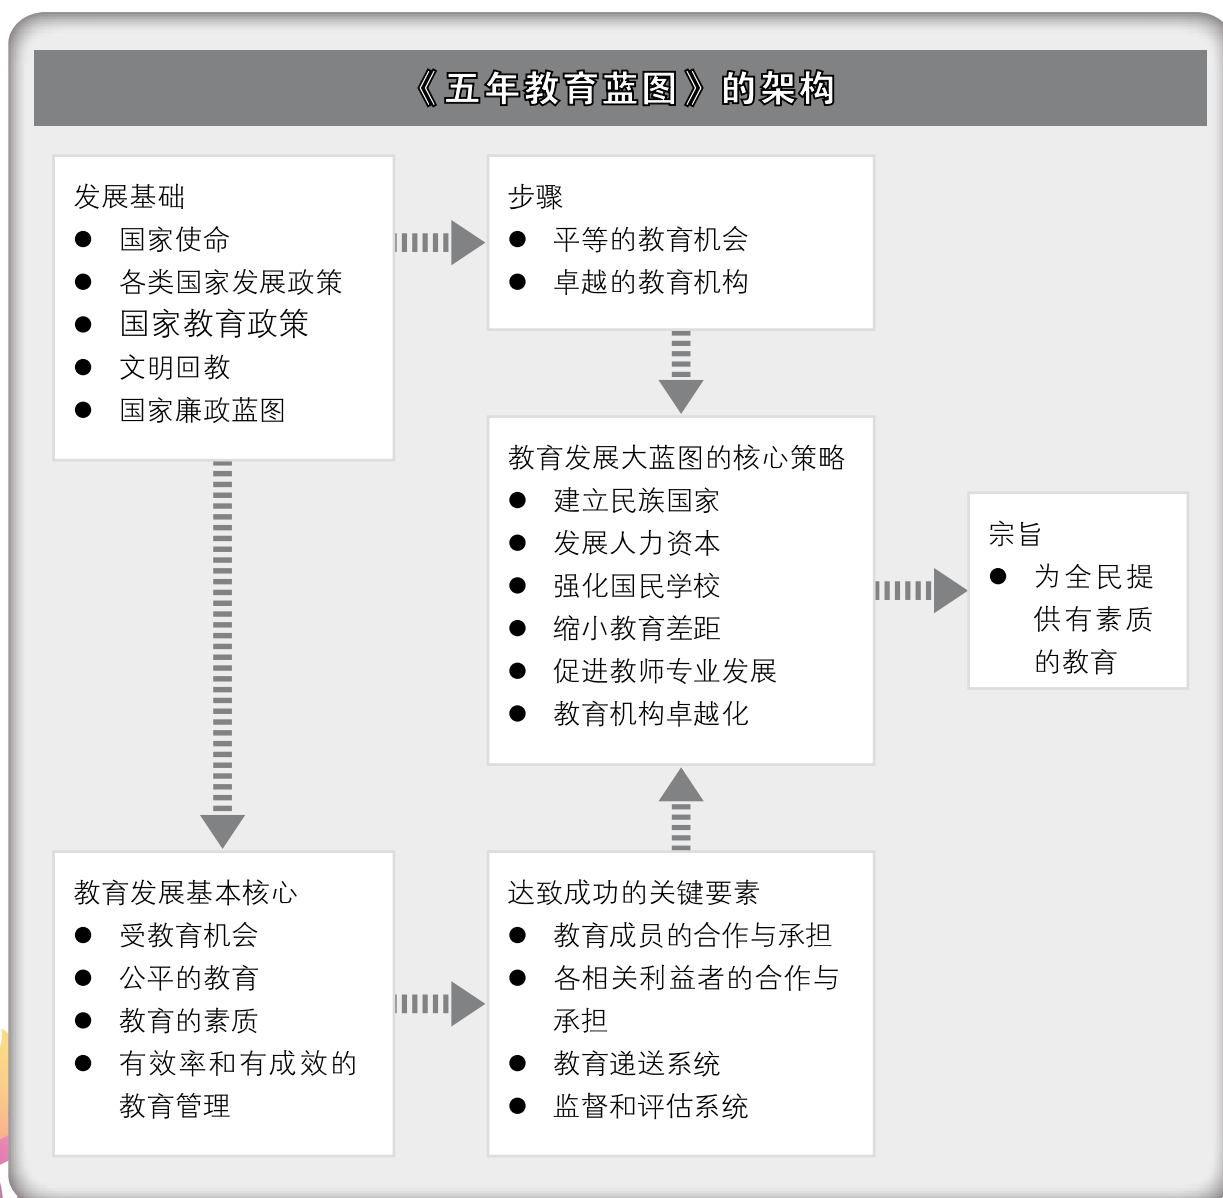 《五年教育蓝图》的架构
发展基础
● 国家使命
● 各类国家发展政策
● 国家教育政策
● 文明回教
● 国家廉政蓝图
步骤
● 平等的教育机会
● 卓越的教育机构
教育发展大蓝图的核心策略
● 建立民族国家
● 发展人力资本
● 强化国民学校
● 缩小教育差距
● 促进教师专业发展
● 教育机构卓越化
宗旨
● 为全民提
供有素质
的教育
教育发展基本核心
● 受教育机会
● 公平的教育
● 教育的素质
● 有效率和有成效的
教育管理
达致成功的关键要素
● 教育成员的合作与承担
● 各相关利益者的合作与
承担
● 教育递送系统
● 监督和评估系统